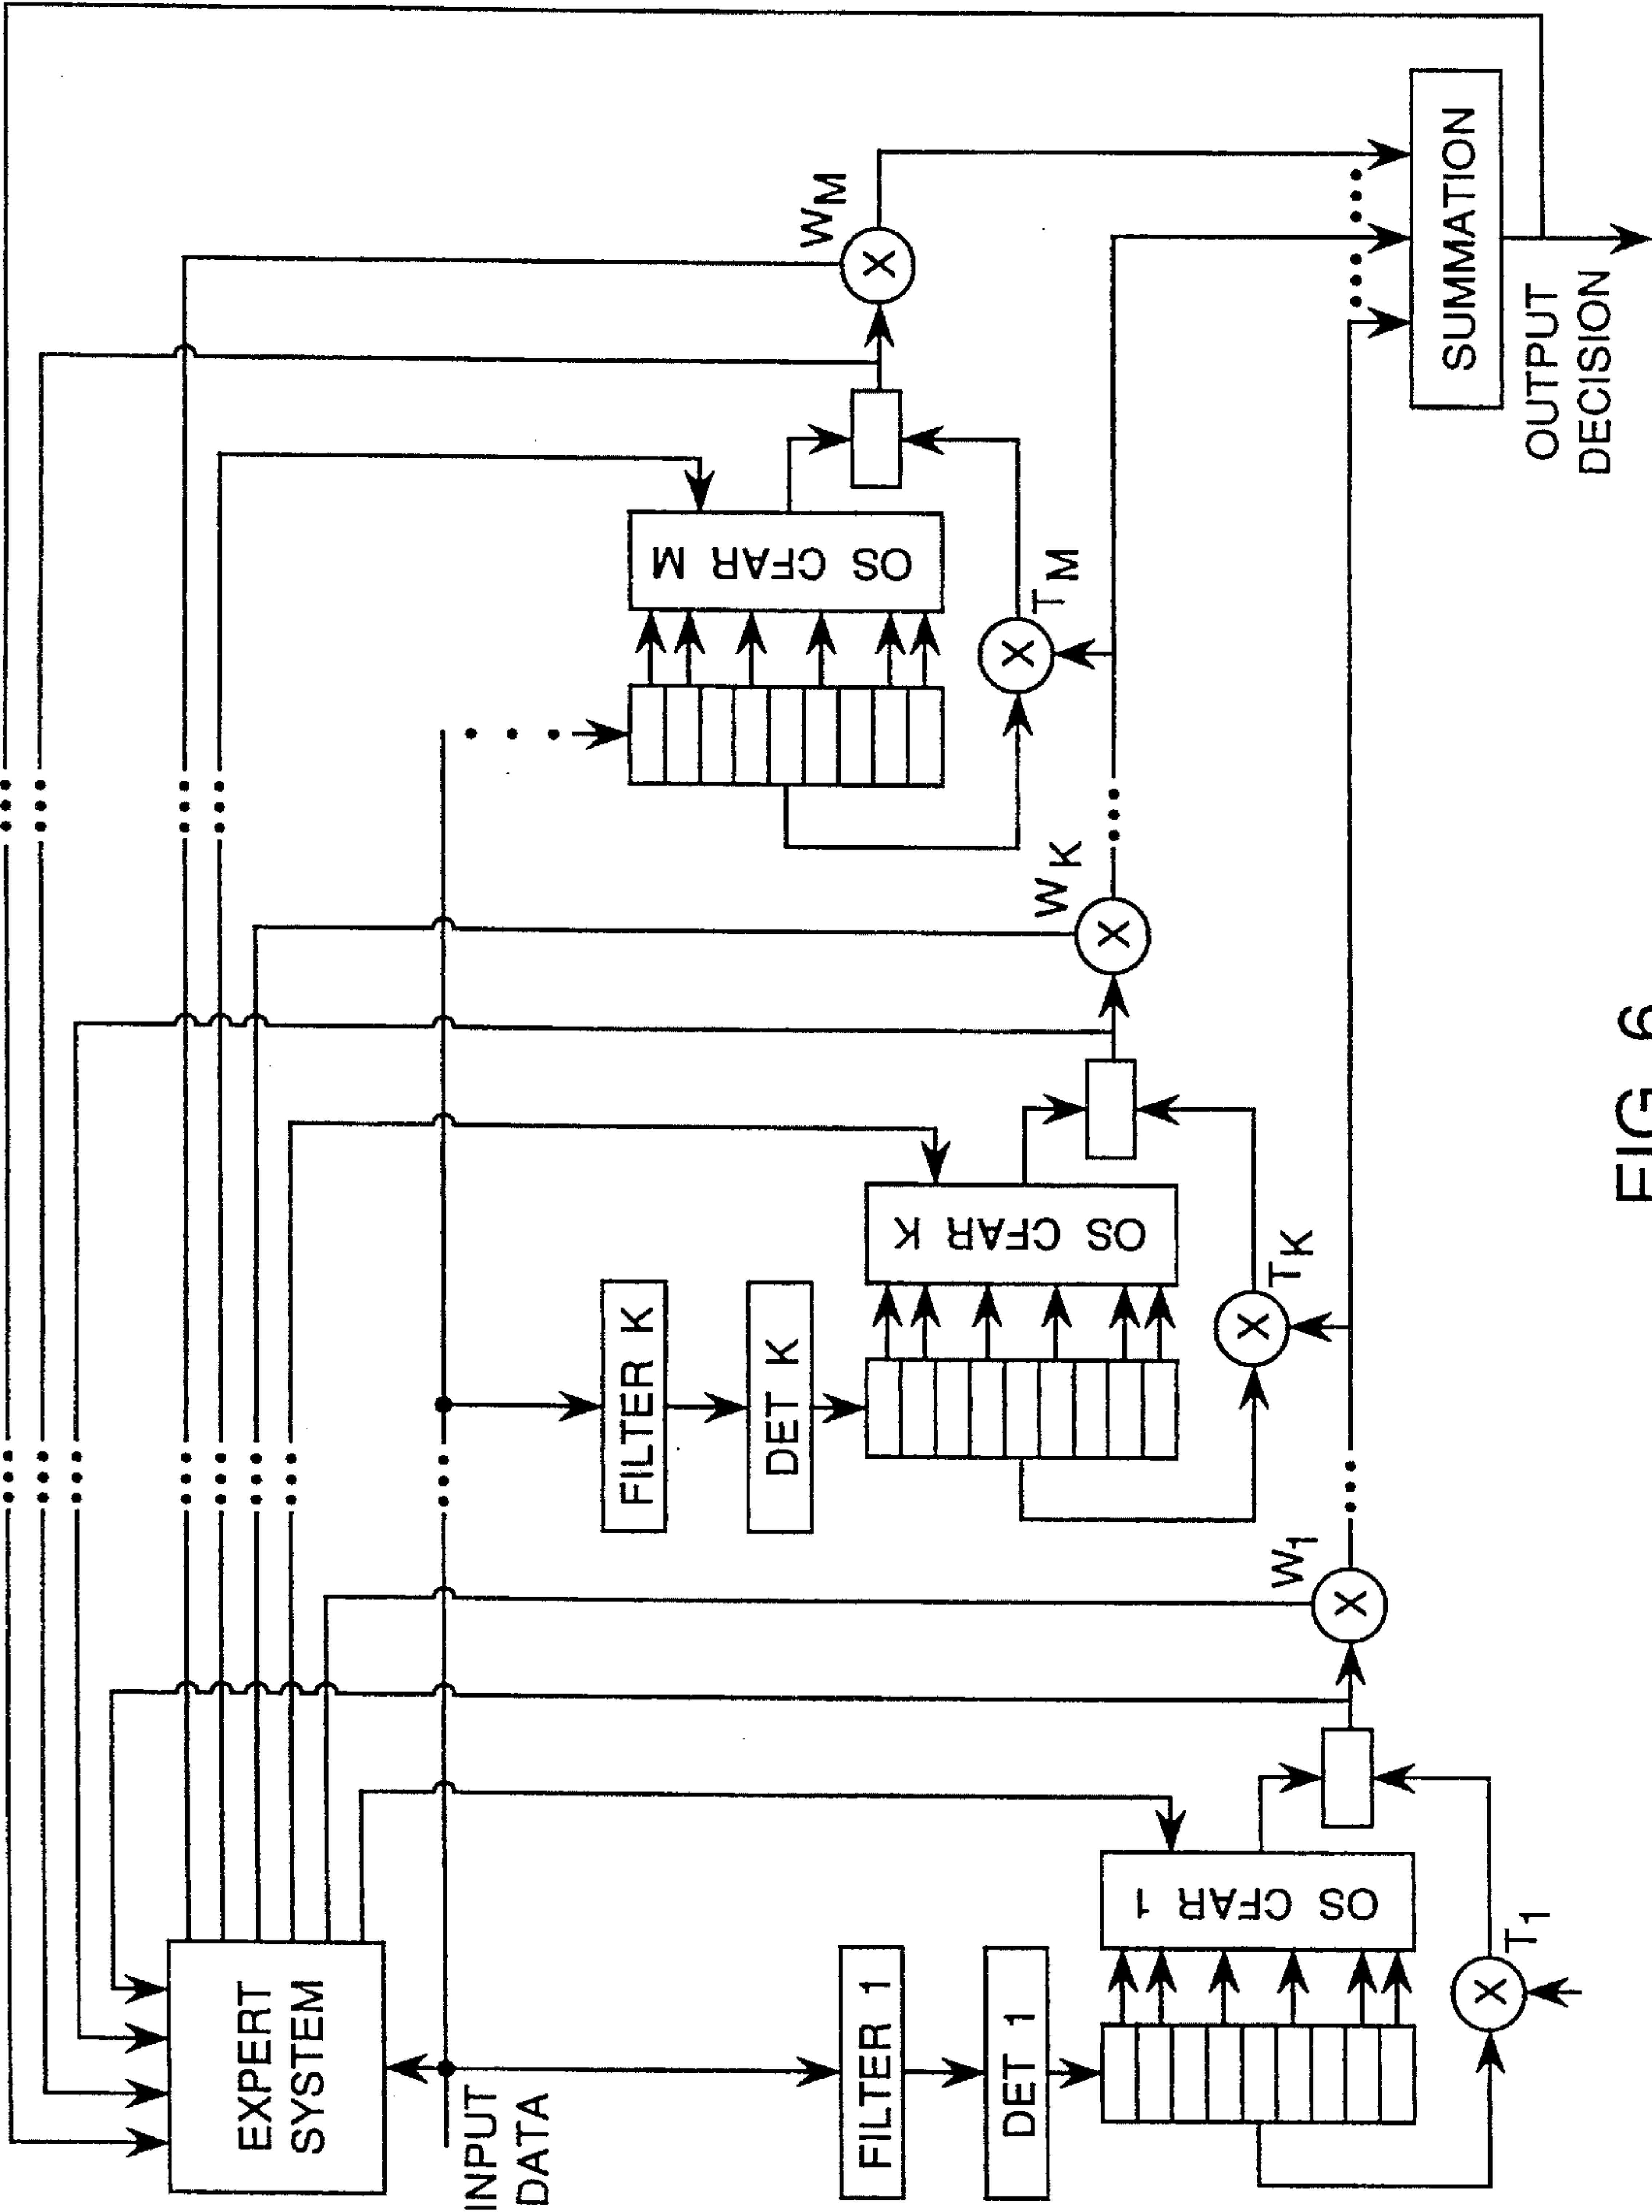 EXPERT
SYSTEM
INPUT
DATA
FILTER 1
DET 1
OS CFAR 1
X
T1
X
W1
FILTER K
DET K
OS CFAR K
X
TK
X
WK
OS CFAR M
X
TM
X
WM
SUMMATION
OUTPUT
DECISION
FIG. 9